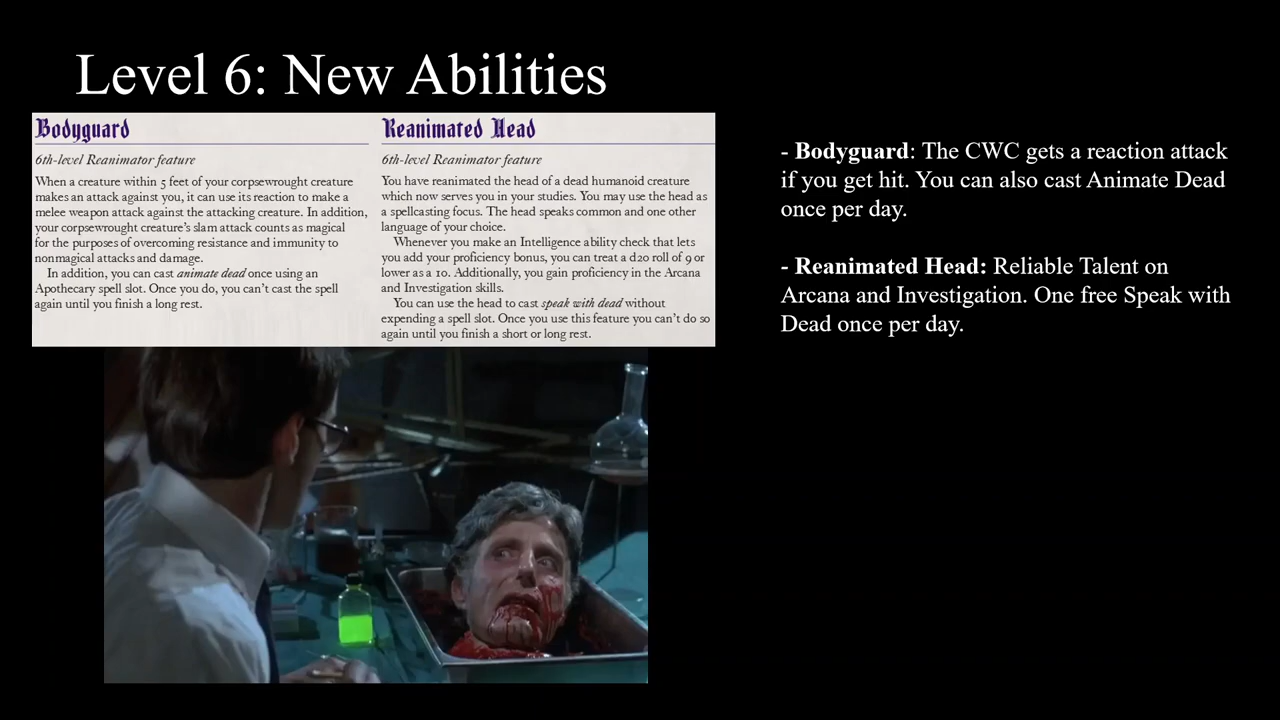 Level 6: New Abilities
Bodyguard
6th-level Reanimator feature
When a creature within 5 feet of your corpsewrought creature
makes an attack against you, it can use its reaction to make a
melee weapon attack against the attacking creature. In addition,
your corpsewrought creature's slam attack counts as magical
for the purposes of overcoming resistance and immunity to
nonmagical attacks and damage.
In addition, you can cast animate dead once using an
Apothecary spell slot. Once you do, you can't cast the spell
again until you finish a long rest.
Reanimated Head
6th-level Reanimator feature
You have reanimated the head of a dead humanoid creature
which now serves you in your studies. You may use the head as
a spellcasting focus. The head speaks common and one other
language of your choice.
Whenever you make an Intelligence ability check that lets
you add your proficiency bonus, you can treat a d20 roll of 9 or
lower as a 10. Additionally, you gain proficiency in the Arcana
and Investigation skills.
You can use the head to cast speak with dead without
expending a spell slot. Once you use this feature you can't do so
again until you finish a short or long rest.
- Bodyguard: The CWC gets a reaction attack
if you get hit. You can also cast Animate Dead
once per day.
- Reanimated Head: Reliable Talent on
Arcana and Investigation. One free Speak with
Dead once per day.